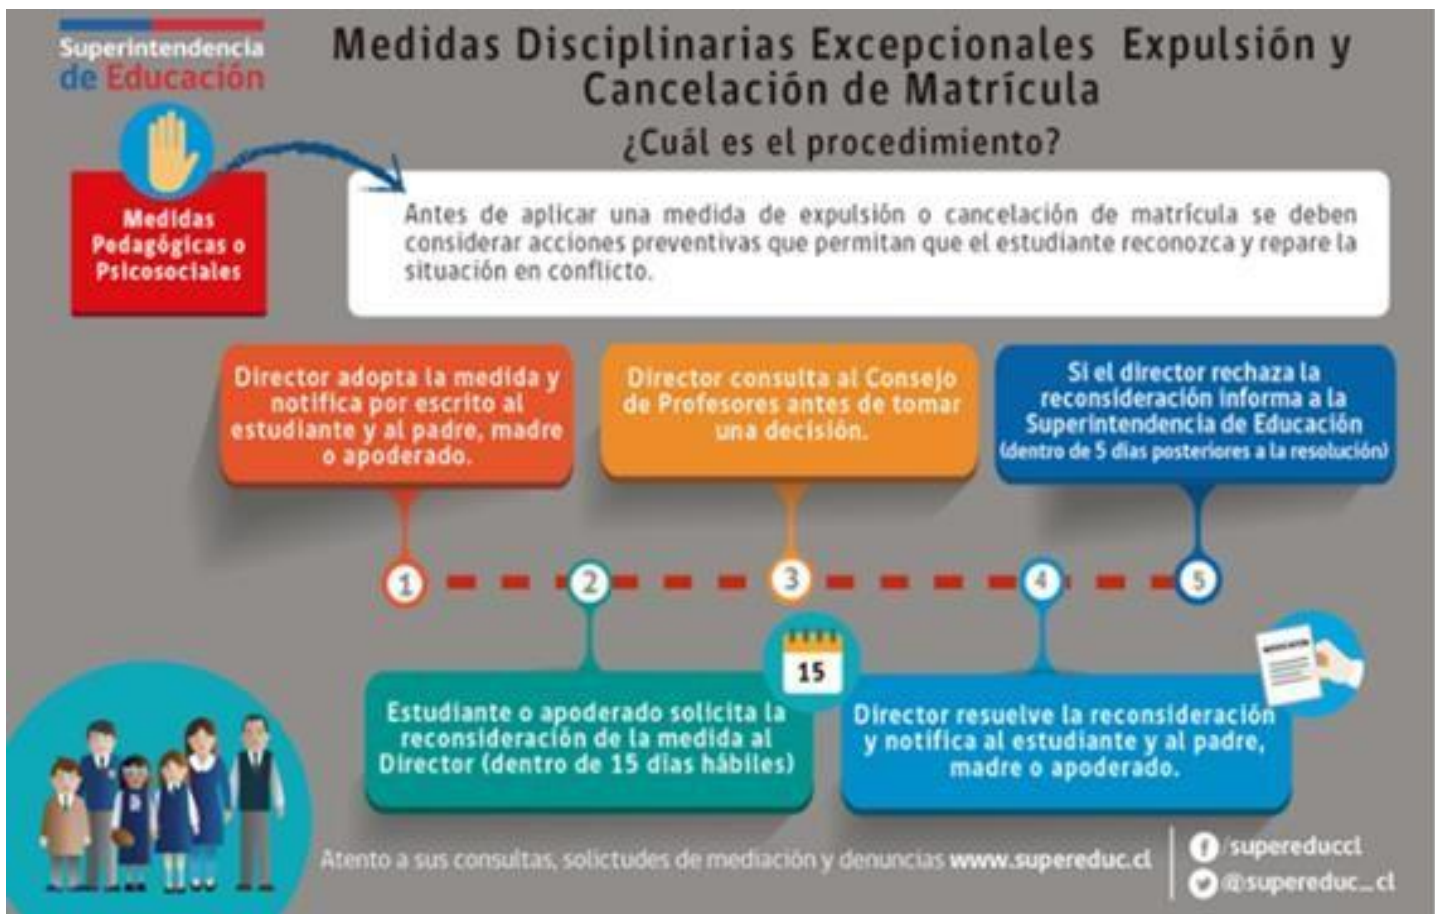 Superintendencia
de Educación
Medidas Disciplinarias Excepcionales Expulsión y
Cancelación de Matrícula
¿Cuál es el procedimiento?
Medidas
Pedagógicas o
Psicosociales
Antes de aplicar una medida de expulsión o cancelación de matrícula se deben
considerar acciones preventivas que permitan que el estudiante reconozca y repare la
situación en conflicto.
Director adopta la medida y
notifica por escrito al
estudiante y al padre, madre
o apoderado.
Director consulta al Consejo
de Profesores antes de tomar
una decisión.
Si el director rechaza la
reconsideración informa a la
Superintendencia de Educación
(dentro de 5 días posteriores a la resolución)
1
2
3
4
5
15
Estudiante o apoderado solicita la
reconsideración de la medida al
Director (dentro de 15 días hábiles)
Director resuelve la reconsideración
y notifica al estudiante y al padre,
madre o apoderado.
Atento a sus consultas, solictudes de mediación y denuncias www.supereduc.cl
/supereduccl
@supereduc_cl